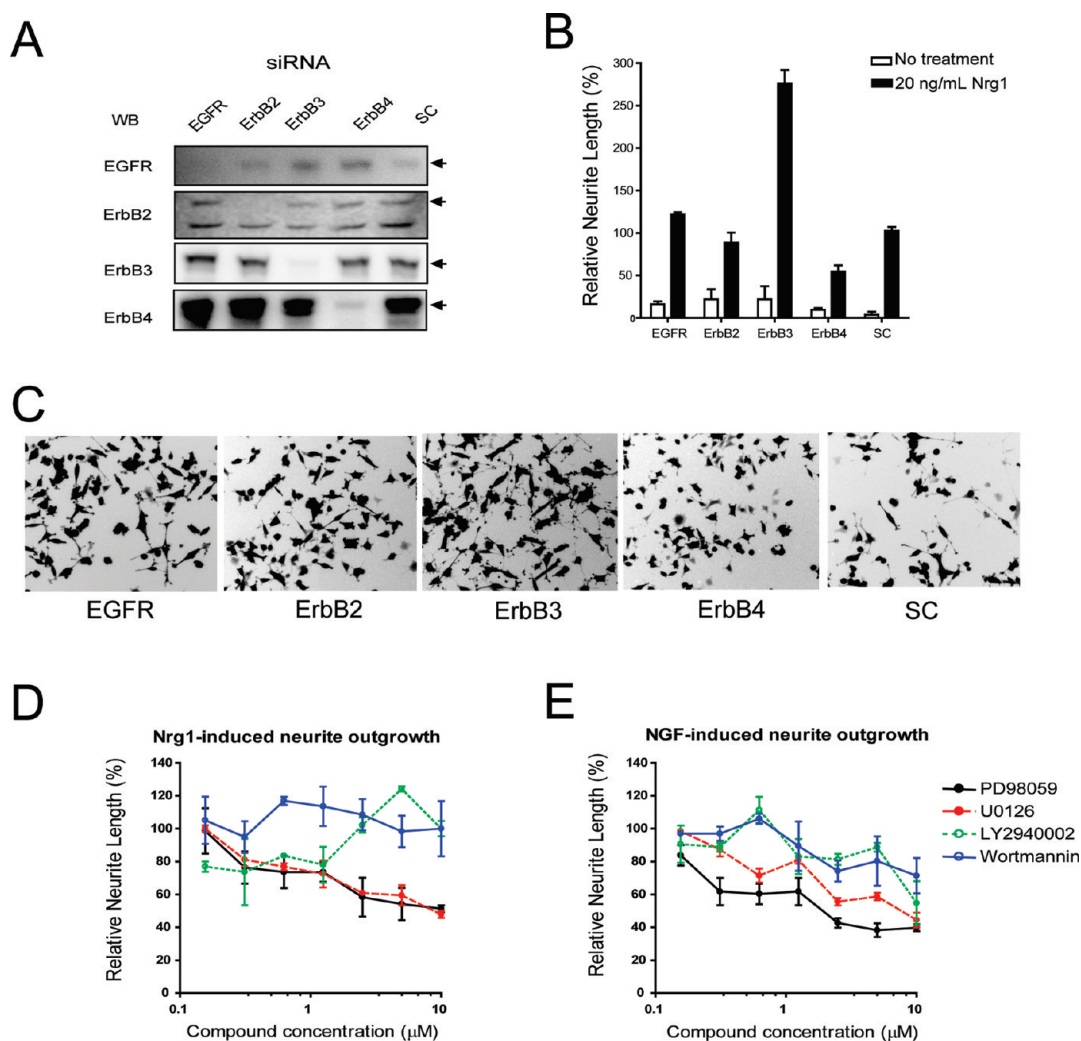 A
siRNA
WB
EGFR ErbB2 ErbB3 ErbB4 SC
EGFR
ErbB2
ErbB3
ErbB4
B
No treatment
20 ng/mL Nrg1
Relative Neurite Length (%)
300
250
200
150
100
50
0
EGFR ErbB2 ErbB3 ErbB4 SC
C
EGFR ErbB2 ErbB3 ErbB4 SC
D
Nrg1-induced neurite outgrowth
Relative Neurite Length (%)
140
120
100
80
60
40
20
0
0.1 1 10
Compound concentration (μM)
E
NGF-induced neurite outgrowth
Relative Neurite Length (%)
140
120
100
80
60
40
20
0
0.1 1 10
Compound concentration (μM)
PD98059
U0126
LY2940002
Wortmannin